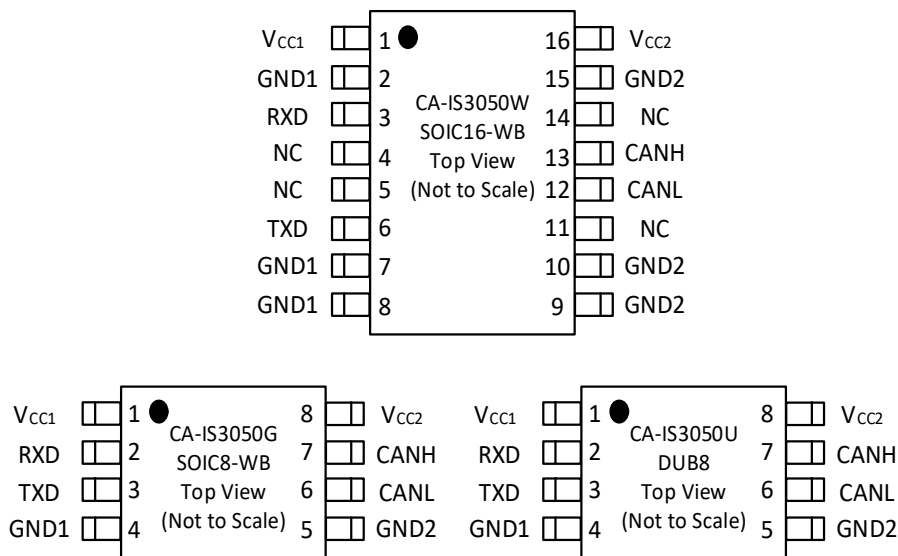 VCC1 1 16 VCC2
GND1 2 15 GND2
RXD 3 CA-IS3050W 14 NC
SOIC16-WB
NC 4 Top View 13 CANH
NC 5 (Not to Scale) 12 CANL
TXD 6 11 NC
GND1 7 10 GND2
GND1 8 9 GND2
VCC1 1 8 VCC2
CA-IS3050G
RXD 2 SOIC8-WB 7 CANH
TXD 3 Top View 6 CANL
GND1 4 (Not to Scale) 5 GND2
VCC1 1 8 VCC2
CA-IS3050U
RXD 2 DUB8 7 CANH
TXD 3 Top View 6 CANL
GND1 4 (Not to Scale) 5 GND2